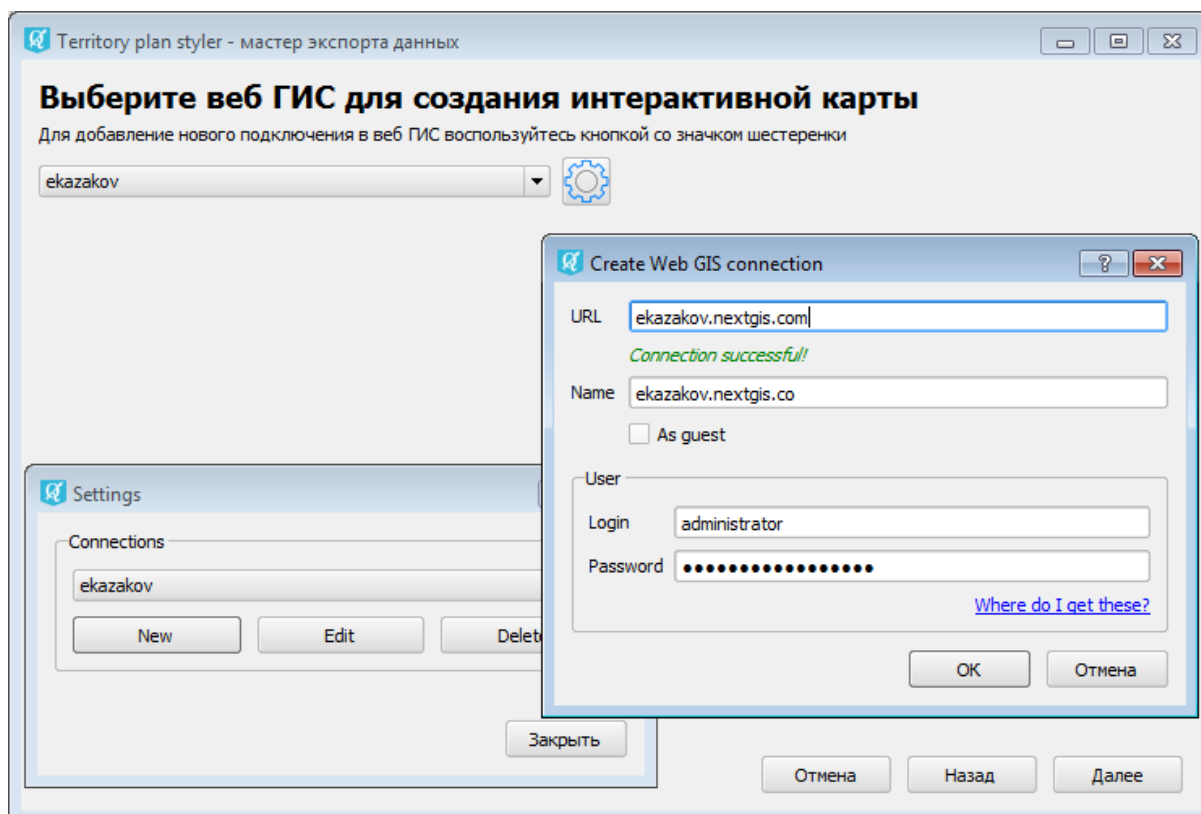 Territory plan styler - мастер экспорта данных
Выберите веб ГИС для создания интерактивной карты
Для добавление нового подключения в веб ГИС воспользуйтесь кнопкой со значком шестеренки
ekazakov
Create Web GIS connection
URL ekazakov.nextgis.com
Connection successful!
Name ekazakov.nextgis.co
As guest
User
Login administrator
Password •••••••••••••••••
Where do I get these?
OK Отмена
Settings
Connections
ekazakov
New Edit Delet
Закрыть
Отмена Назад Далее